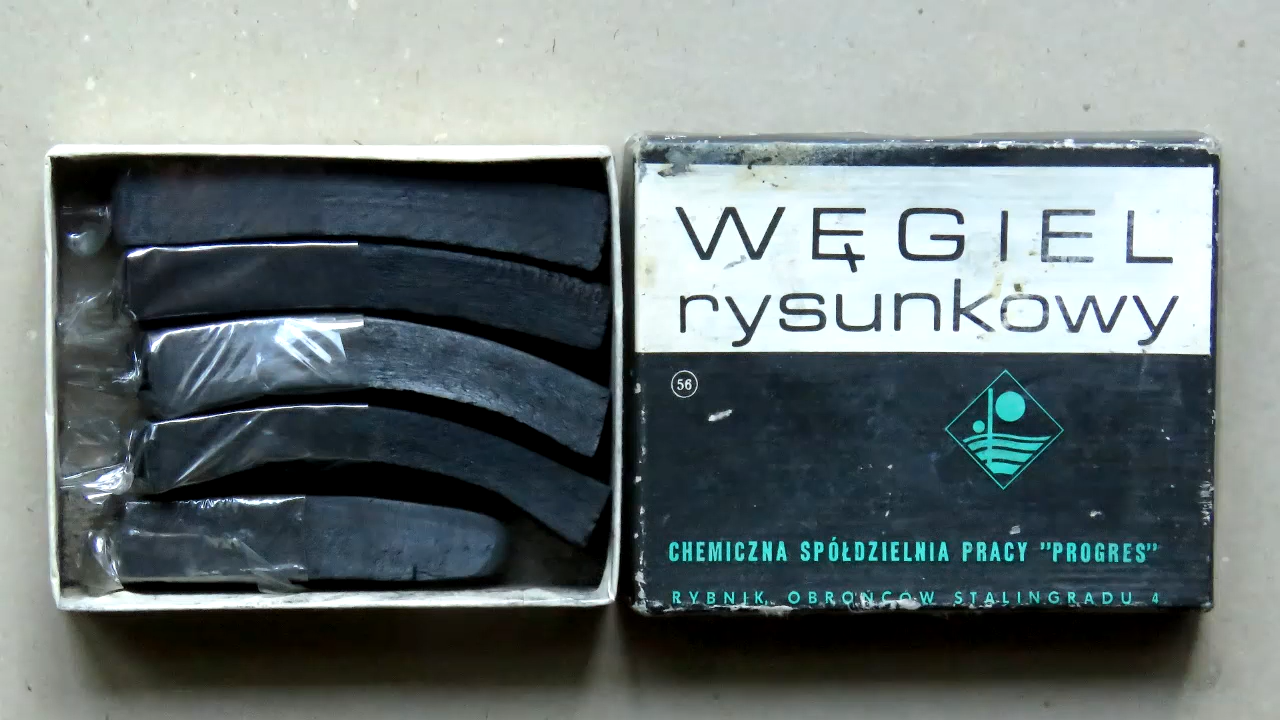 WĘGIEL
rysunkowy
56
CHEMICZNA SPÓŁDZIELNIA PRACY "PROGRES"
RYBNIK, OBROŃCÓW STALINGRADU 4